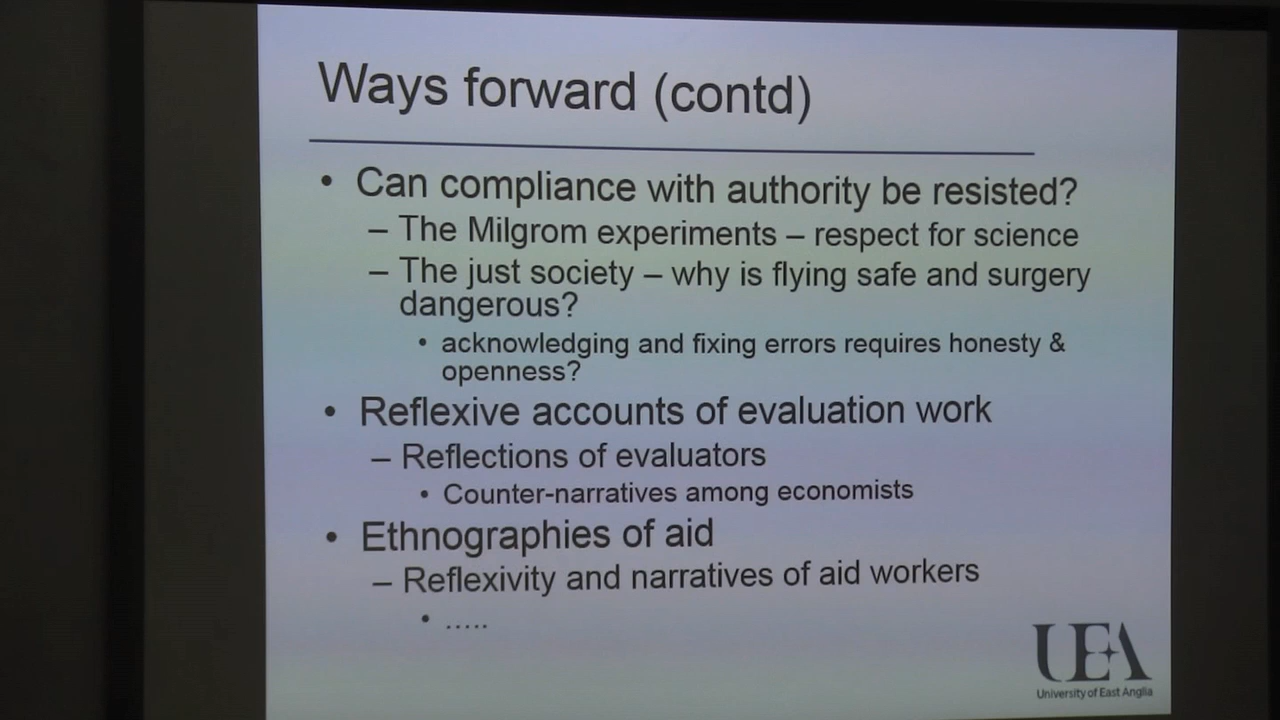 Ways forward (contd)
• Can compliance with authority be resisted?
– The Milgrom experiments – respect for science
– The just society – why is flying safe and surgery
dangerous?
• acknowledging and fixing errors requires honesty &
openness?
• Reflexive accounts of evaluation work
– Reflections of evaluators
• Counter-narratives among economists
• Ethnographies of aid
– Reflexivity and narratives of aid workers
• .....
UEA
University of East Anglia